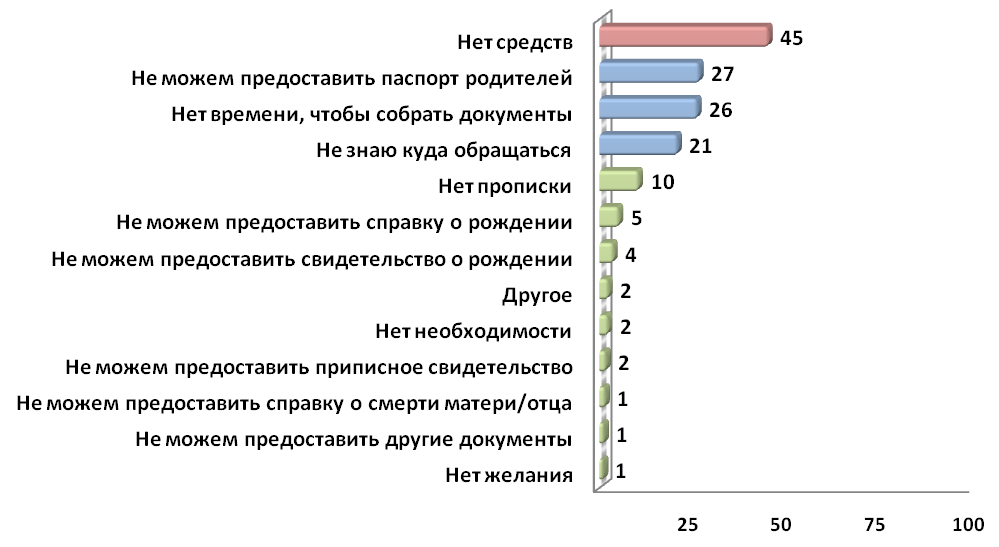 Нет средств 45
Не можем предоставить паспорт родителей 27
Нет времени, чтобы собрать документы 26
Не знаю куда обращаться 21
Нет прописки 10
Не можем предоставить справку о рождении 5
Не можем предоставить свидетельство о рождении 4
Другое 2
Нет необходимости 2
Не можем предоставить приписное свидетельство 2
Не можем предоставить справку о смерти матери/отца 1
Не можем предоставить другие документы 1
Нет желания 1
25 50 75 100